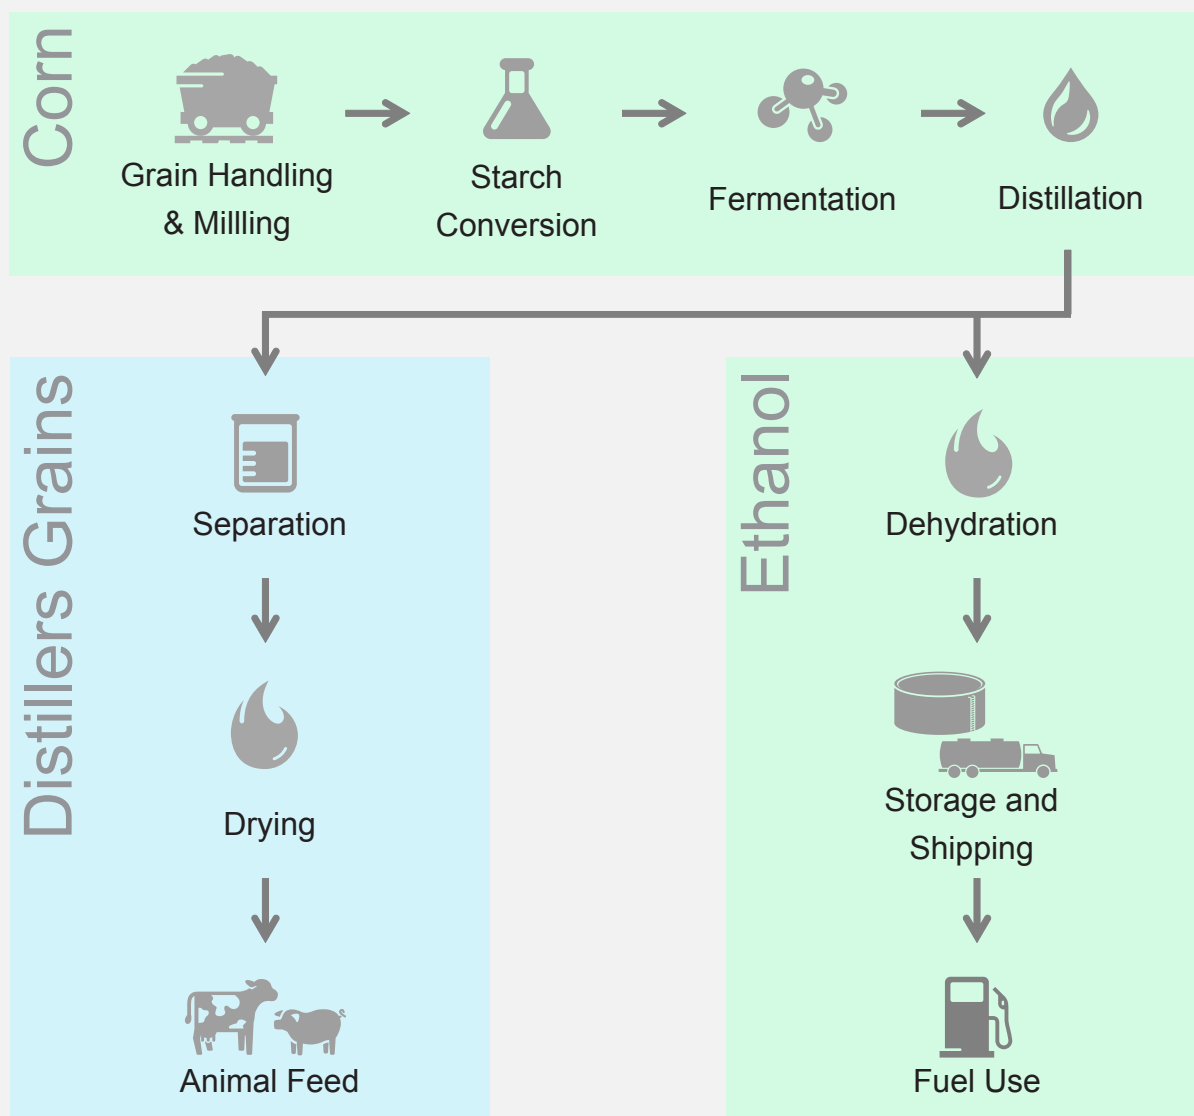 Corn
Grain Handling
& Millling
Starch
Conversion
Fermentation
Distillation
Distillers Grains
Separation
Drying
Animal Feed
Ethanol
Dehydration
Storage and
Shipping
Fuel Use